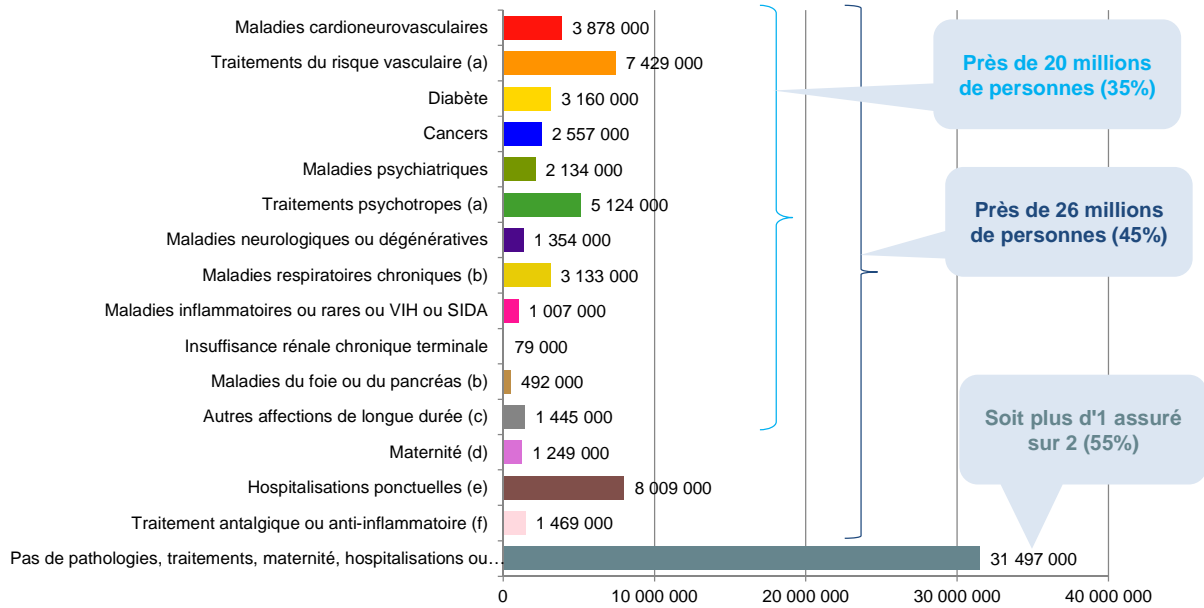 Maladies cardioneurovasculaires 3 878 000
Traitements du risque vasculaire (a) 7 429 000
Diabète 3 160 000
Cancers 2 557 000
Maladies psychiatriques 2 134 000
Traitements psychotropes (a) 5 124 000
Maladies neurologiques ou dégénératives 1 354 000
Maladies respiratoires chroniques (b) 3 133 000
Maladies inflammatoires ou rares ou VIH ou SIDA 1 007 000
Insuffisance rénale chronique terminale 79 000
Maladies du foie ou du pancréas (b) 492 000
Autres affections de longue durée (c) 1 445 000
Maternité (d) 1 249 000
Hospitalisations ponctuelles (e) 8 009 000
Traitement antalgique ou anti-inflammatoire (f) 1 469 000
Pas de pathologies, traitements, maternité, hospitalisations ou… 31 497 000
0 10 000 000 20 000 000 30 000 000 40 000 000
Près de 20 millions
de personnes (35%)
Près de 26 millions
de personnes (45%)
Soit plus d'1 assuré
sur 2 (55%)